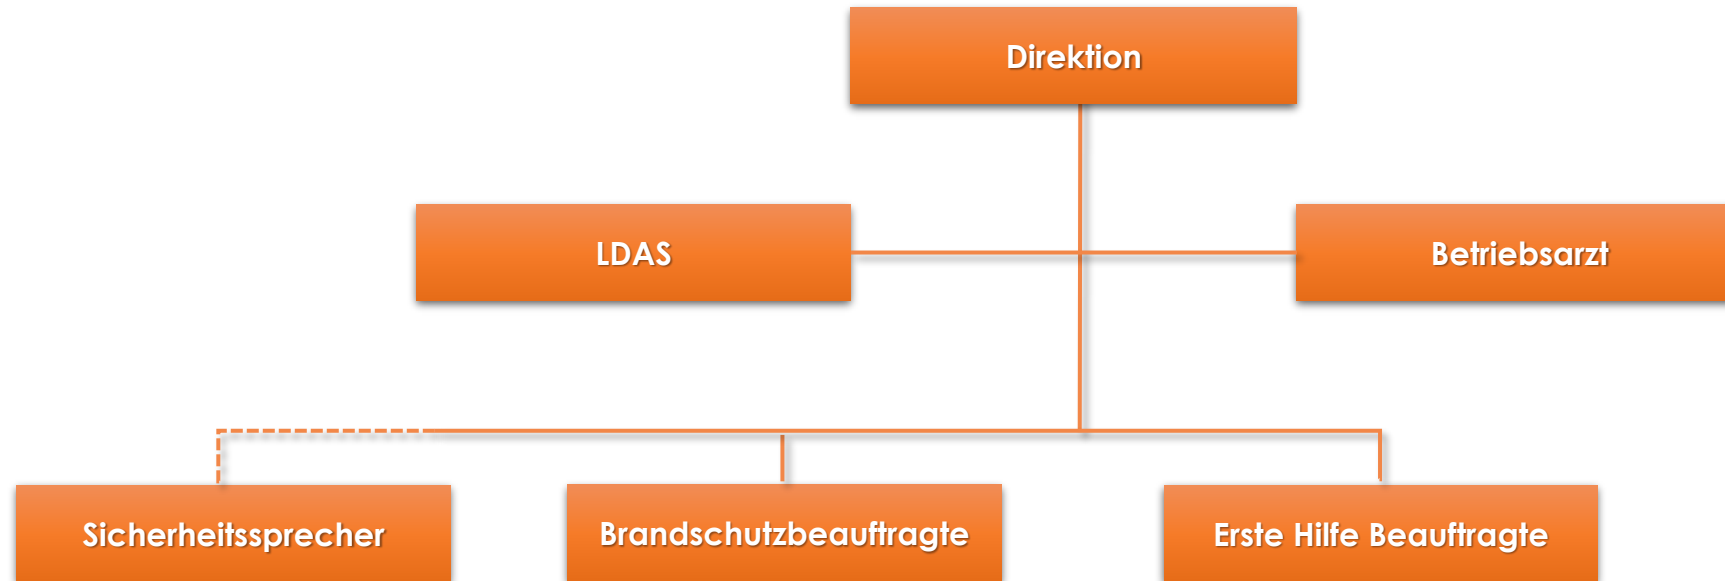 Direktion
LDAS
Betriebsarzt
Sicherheitssprecher
Brandschutzbeauftragte
Erste Hilfe Beauftragte